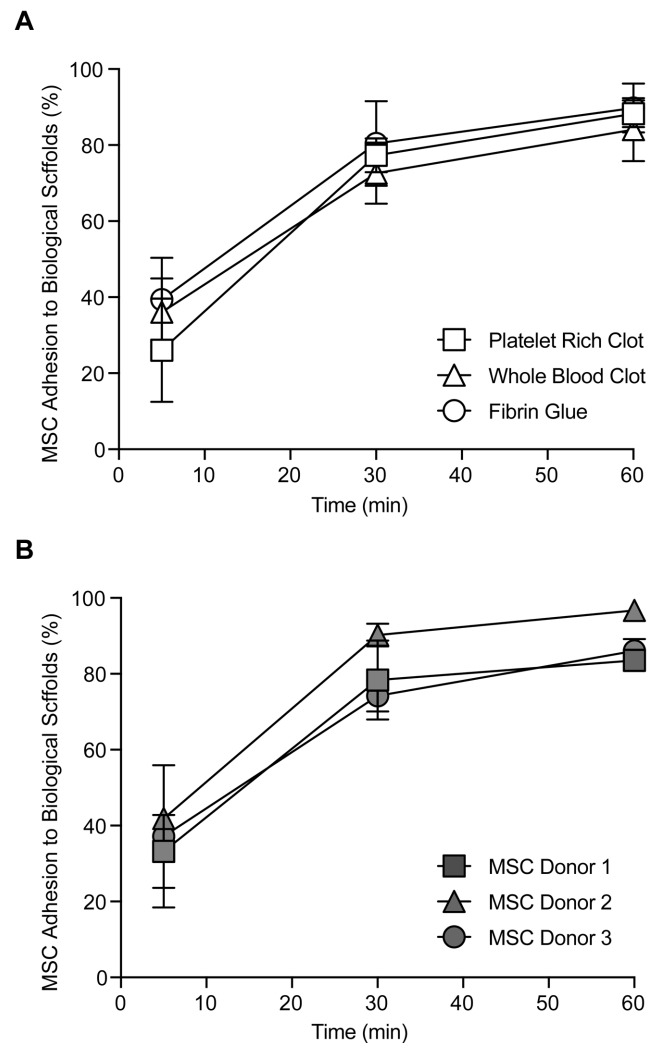 A
MSC Adhesion to Biological Scffolds (%)
100
80
60
40
20
0
Platelet Rich Clot
Whole Blood Clot
Fibrin Glue
0 10 20 30 40 50 60
Time (min)
B
MSC Adhesion to Biological Scffolds (%)
100
80
60
40
20
0
MSC Donor 1
MSC Donor 2
MSC Donor 3
0 10 20 30 40 50 60
Time (min)